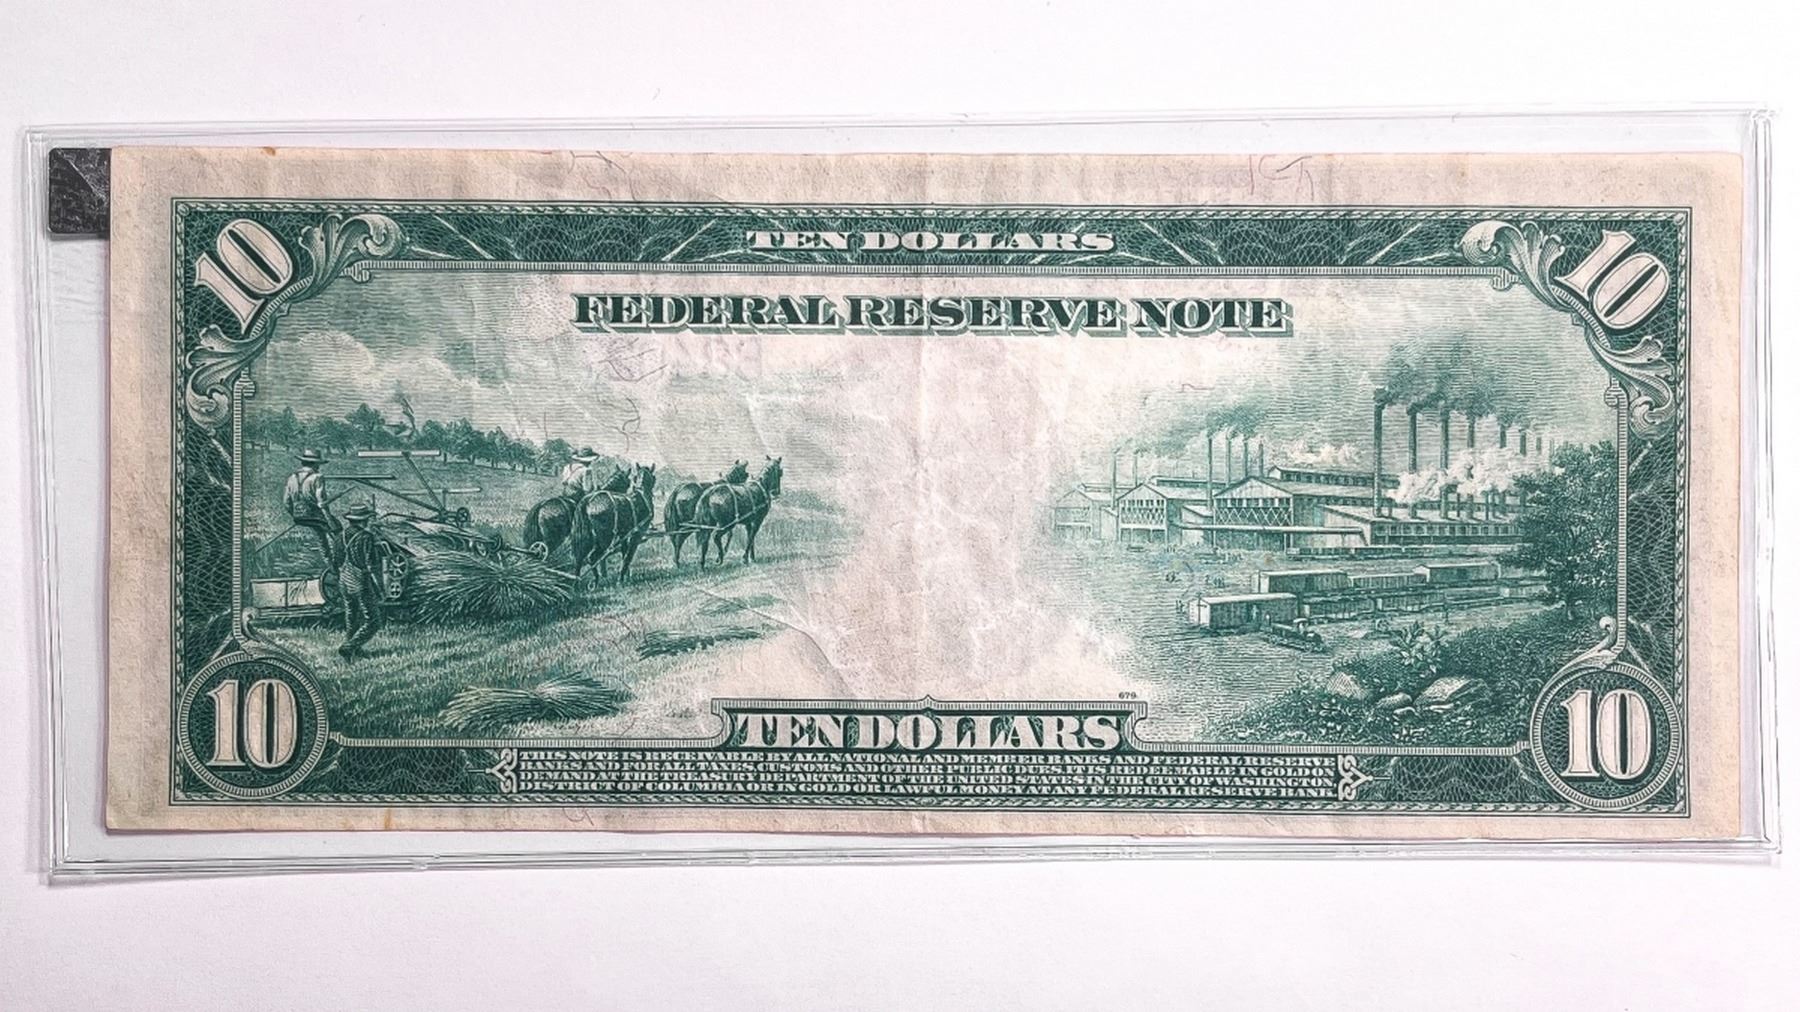 10 TEN DOLLARS 10
FEDERAL RESERVE NOTE
679
10 TEN DOLLARS 10
THIS NOTE IS RECEIVABLE BY ALL NATIONAL AND MEMBER BANKS AND FEDERAL RESERVE
BANKS AND FOR ALL TAXES, CUSTOMS AND OTHER PUBLIC DUES. IT IS REDEEMABLE IN GOLD ON
DEMAND AT THE TREASURY DEPARTMENT OF THE UNITED STATES IN THE CITY OF WASHINGTON
DISTRICT OF COLUMBIA OR IN GOLD OR LAWFUL MONEY AT ANY FEDERAL RESERVE BANK.